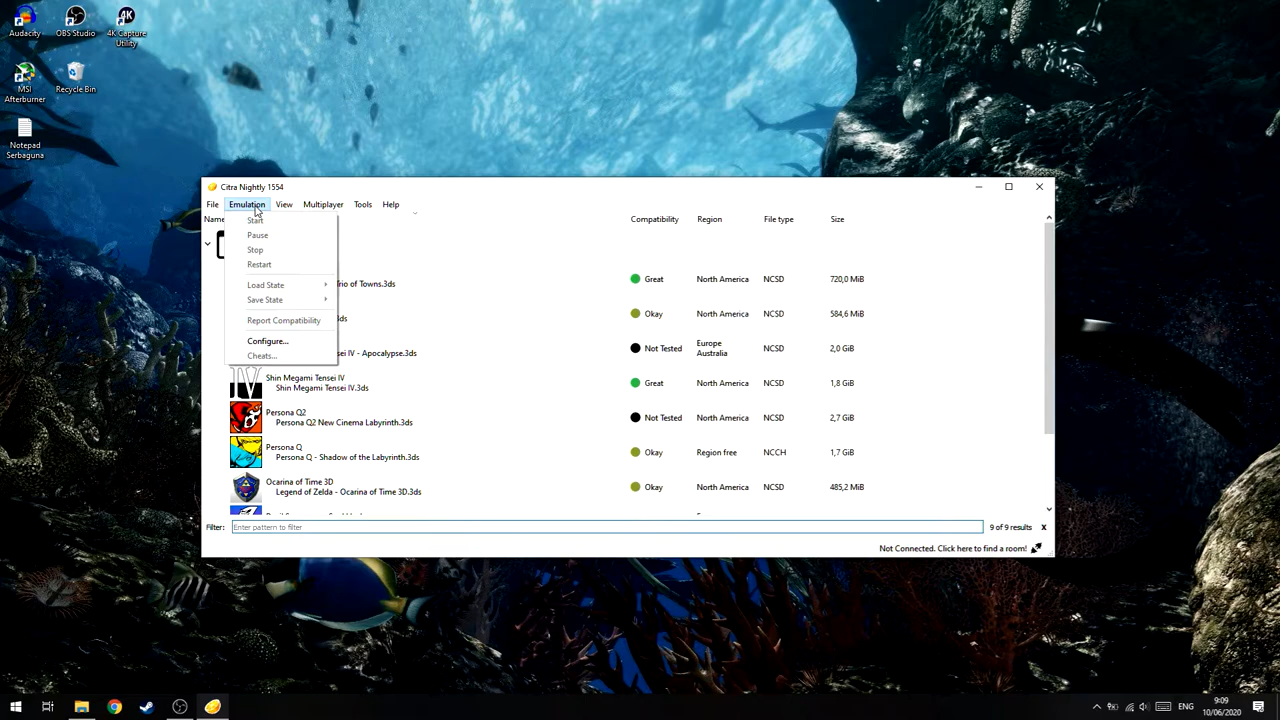 Audacity
OBS Studio
4K Capture
Utility
MSI
Afterburner
Recycle Bin
Notepad
Serbaguna
Citra Nightly 1554
File
Emulation
View
Multiplayer
Tools
Help
Name
Compatibility
Region
File type
Size
Start
Pause
Stop
Restart
Load State
Save State
Report Compatibility
Configure...
Cheats...
rio of Towns.3ds
Great
North America
NCSD
720,0 MiB
3ds
Okay
North America
NCSD
584,6 MiB
sei IV - Apocalypse.3ds
Not Tested
Europe
Australia
NCSD
2,0 GiB
Shin Megami Tensei IV
Shin Megami Tensei IV.3ds
Great
North America
NCSD
1,8 GiB
Persona Q2
Persona Q2 New Cinema Labyrinth.3ds
Not Tested
North America
NCSD
2,7 GiB
Persona Q
Persona Q - Shadow of the Labyrinth.3ds
Okay
Region free
NCCH
1,7 GiB
Ocarina of Time 3D
Legend of Zelda - Ocarina of Time 3D.3ds
Okay
North America
NCSD
485,2 MiB
Filter:
Enter pattern to filter
9 of 9 results
x
Not Connected. Click here to find a room!
ENG
9:09
10/06/2020